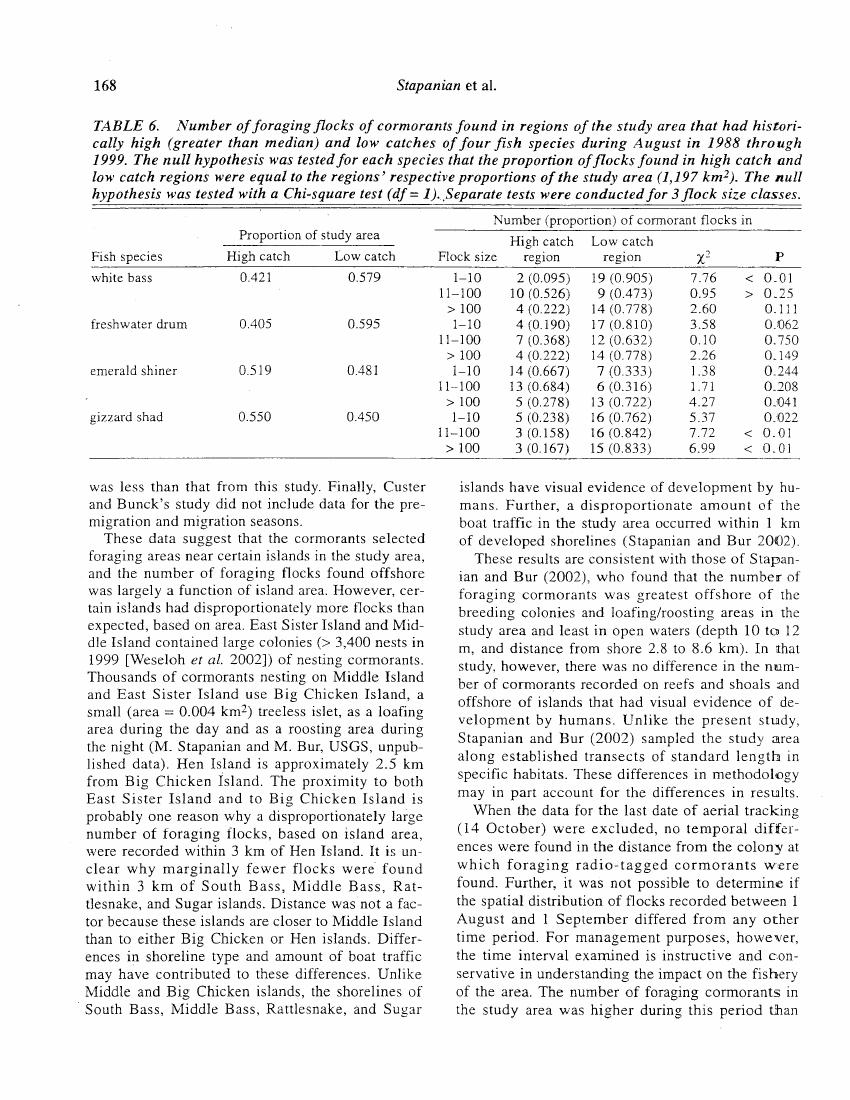 168
Stapanian et al.
TABLE 6. Number of foraging flocks of cormorants found in regions of the study area that had histori-
cally high (greater than median) and low catches of four fish species during August in 1988 through
1999. The null hypothesis was tested for each species that the proportion of flocks found in high catch and
low catch regions were equal to the regions' respective proportions of the study area (1,197 km²). The null
hypothesis was tested with a Chi-square test (df = 1). Separate tests were conducted for 3 flock size classes.
Number (proportion) of cormorant flocks in
Proportion of study area High catch Low catch
Fish species High catch Low catch Flock size region region χ² P
white bass 0.421 0.579 1–10 2 (0.095) 19 (0.905) 7.76 < 0.01
11–100 10 (0.526) 9 (0.473) 0.95 > 0.25
> 100 4 (0.222) 14 (0.778) 2.60 0.111
freshwater drum 0.405 0.595 1–10 4 (0.190) 17 (0.810) 3.58 0.062
11–100 7 (0.368) 12 (0.632) 0.10 0.750
> 100 4 (0.222) 14 (0.778) 2.26 0.149
emerald shiner 0.519 0.481 1–10 14 (0.667) 7 (0.333) 1.38 0.244
11–100 13 (0.684) 6 (0.316) 1.71 0.208
> 100 5 (0.278) 13 (0.722) 4.27 0.041
gizzard shad 0.550 0.450 1–10 5 (0.238) 16 (0.762) 5.37 0.022
11–100 3 (0.158) 16 (0.842) 7.72 < 0.01
> 100 3 (0.167) 15 (0.833) 6.99 < 0.01
was less than that from this study. Finally, Custer
and Bunck's study did not include data for the pre-
migration and migration seasons.
These data suggest that the cormorants selected
foraging areas near certain islands in the study area,
and the number of foraging flocks found offshore
was largely a function of island area. However, cer-
tain islands had disproportionately more flocks than
expected, based on area. East Sister Island and Mid-
dle Island contained large colonies (> 3,400 nests in
1999 [Weseloh et al. 2002]) of nesting cormorants.
Thousands of cormorants nesting on Middle Island
and East Sister Island use Big Chicken Island, a
small (area = 0.004 km²) treeless islet, as a loafing
area during the day and as a roosting area during
the night (M. Stapanian and M. Bur, USGS, unpub-
lished data). Hen Island is approximately 2.5 km
from Big Chicken Island. The proximity to both
East Sister Island and to Big Chicken Island is
probably one reason why a disproportionately large
number of foraging flocks, based on island area,
were recorded within 3 km of Hen Island. It is un-
clear why marginally fewer flocks were found
within 3 km of South Bass, Middle Bass, Rat-
tlesnake, and Sugar islands. Distance was not a fac-
tor because these islands are closer to Middle Island
than to either Big Chicken or Hen islands. Differ-
ences in shoreline type and amount of boat traffic
may have contributed to these differences. Unlike
Middle and Big Chicken islands, the shorelines of
South Bass, Middle Bass, Rattlesnake, and Sugar
islands have visual evidence of development by hu-
mans. Further, a disproportionate amount of the
boat traffic in the study area occurred within 1 km
of developed shorelines (Stapanian and Bur 2002).
These results are consistent with those of Stapan-
ian and Bur (2002), who found that the number of
foraging cormorants was greatest offshore of the
breeding colonies and loafing/roosting areas in the
study area and least in open waters (depth 10 to 12
m, and distance from shore 2.8 to 8.6 km). In that
study, however, there was no difference in the num-
ber of cormorants recorded on reefs and shoals and
offshore of islands that had visual evidence of de-
velopment by humans. Unlike the present study,
Stapanian and Bur (2002) sampled the study area
along established transects of standard length in
specific habitats. These differences in methodology
may in part account for the differences in results.
When the data for the last date of aerial tracking
(14 October) were excluded, no temporal differ-
ences were found in the distance from the colony at
which foraging radio-tagged cormorants were
found. Further, it was not possible to determine if
the spatial distribution of flocks recorded between 1
August and 1 September differed from any other
time period. For management purposes, however,
the time interval examined is instructive and con-
servative in understanding the impact on the fishery
of the area. The number of foraging cormorants in
the study area was higher during this period than